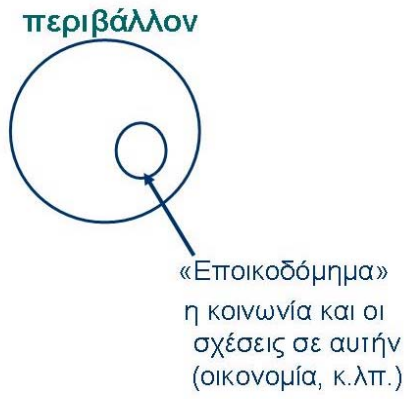 περιβάλλον
«Εποικοδόμημα»
η κοινωνία και οι
σχέσεις σε αυτήν
(οικονομία, κ.λπ.)